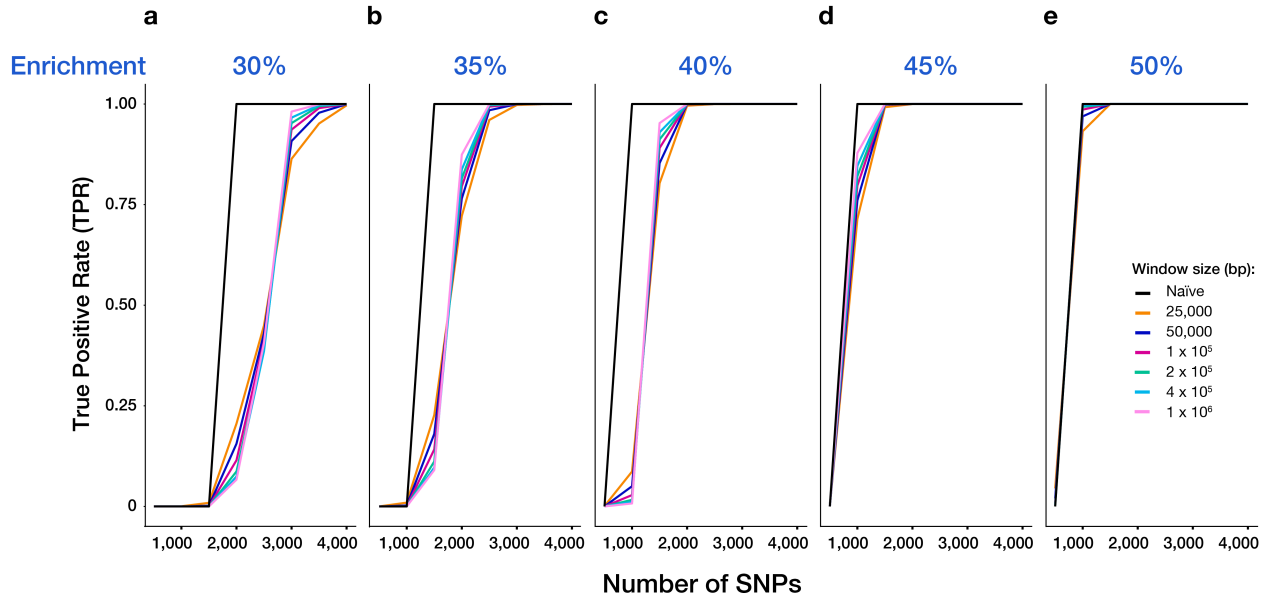 a b c d e
Enrichment 30% 35% 40% 45% 50%
True Positive Rate (TPR)
1.00
0.75
0.50
0.25
0
Window size (bp):
Naïve
25,000
50,000
1 x 10⁵
2 x 10⁵
4 x 10⁵
1 x 10⁶
1,000 2,000 3,000 4,000 1,000 2,000 3,000 4,000 1,000 2,000 3,000 4,000 1,000 2,000 3,000 4,000 1,000 2,000 3,000 4,000
Number of SNPs